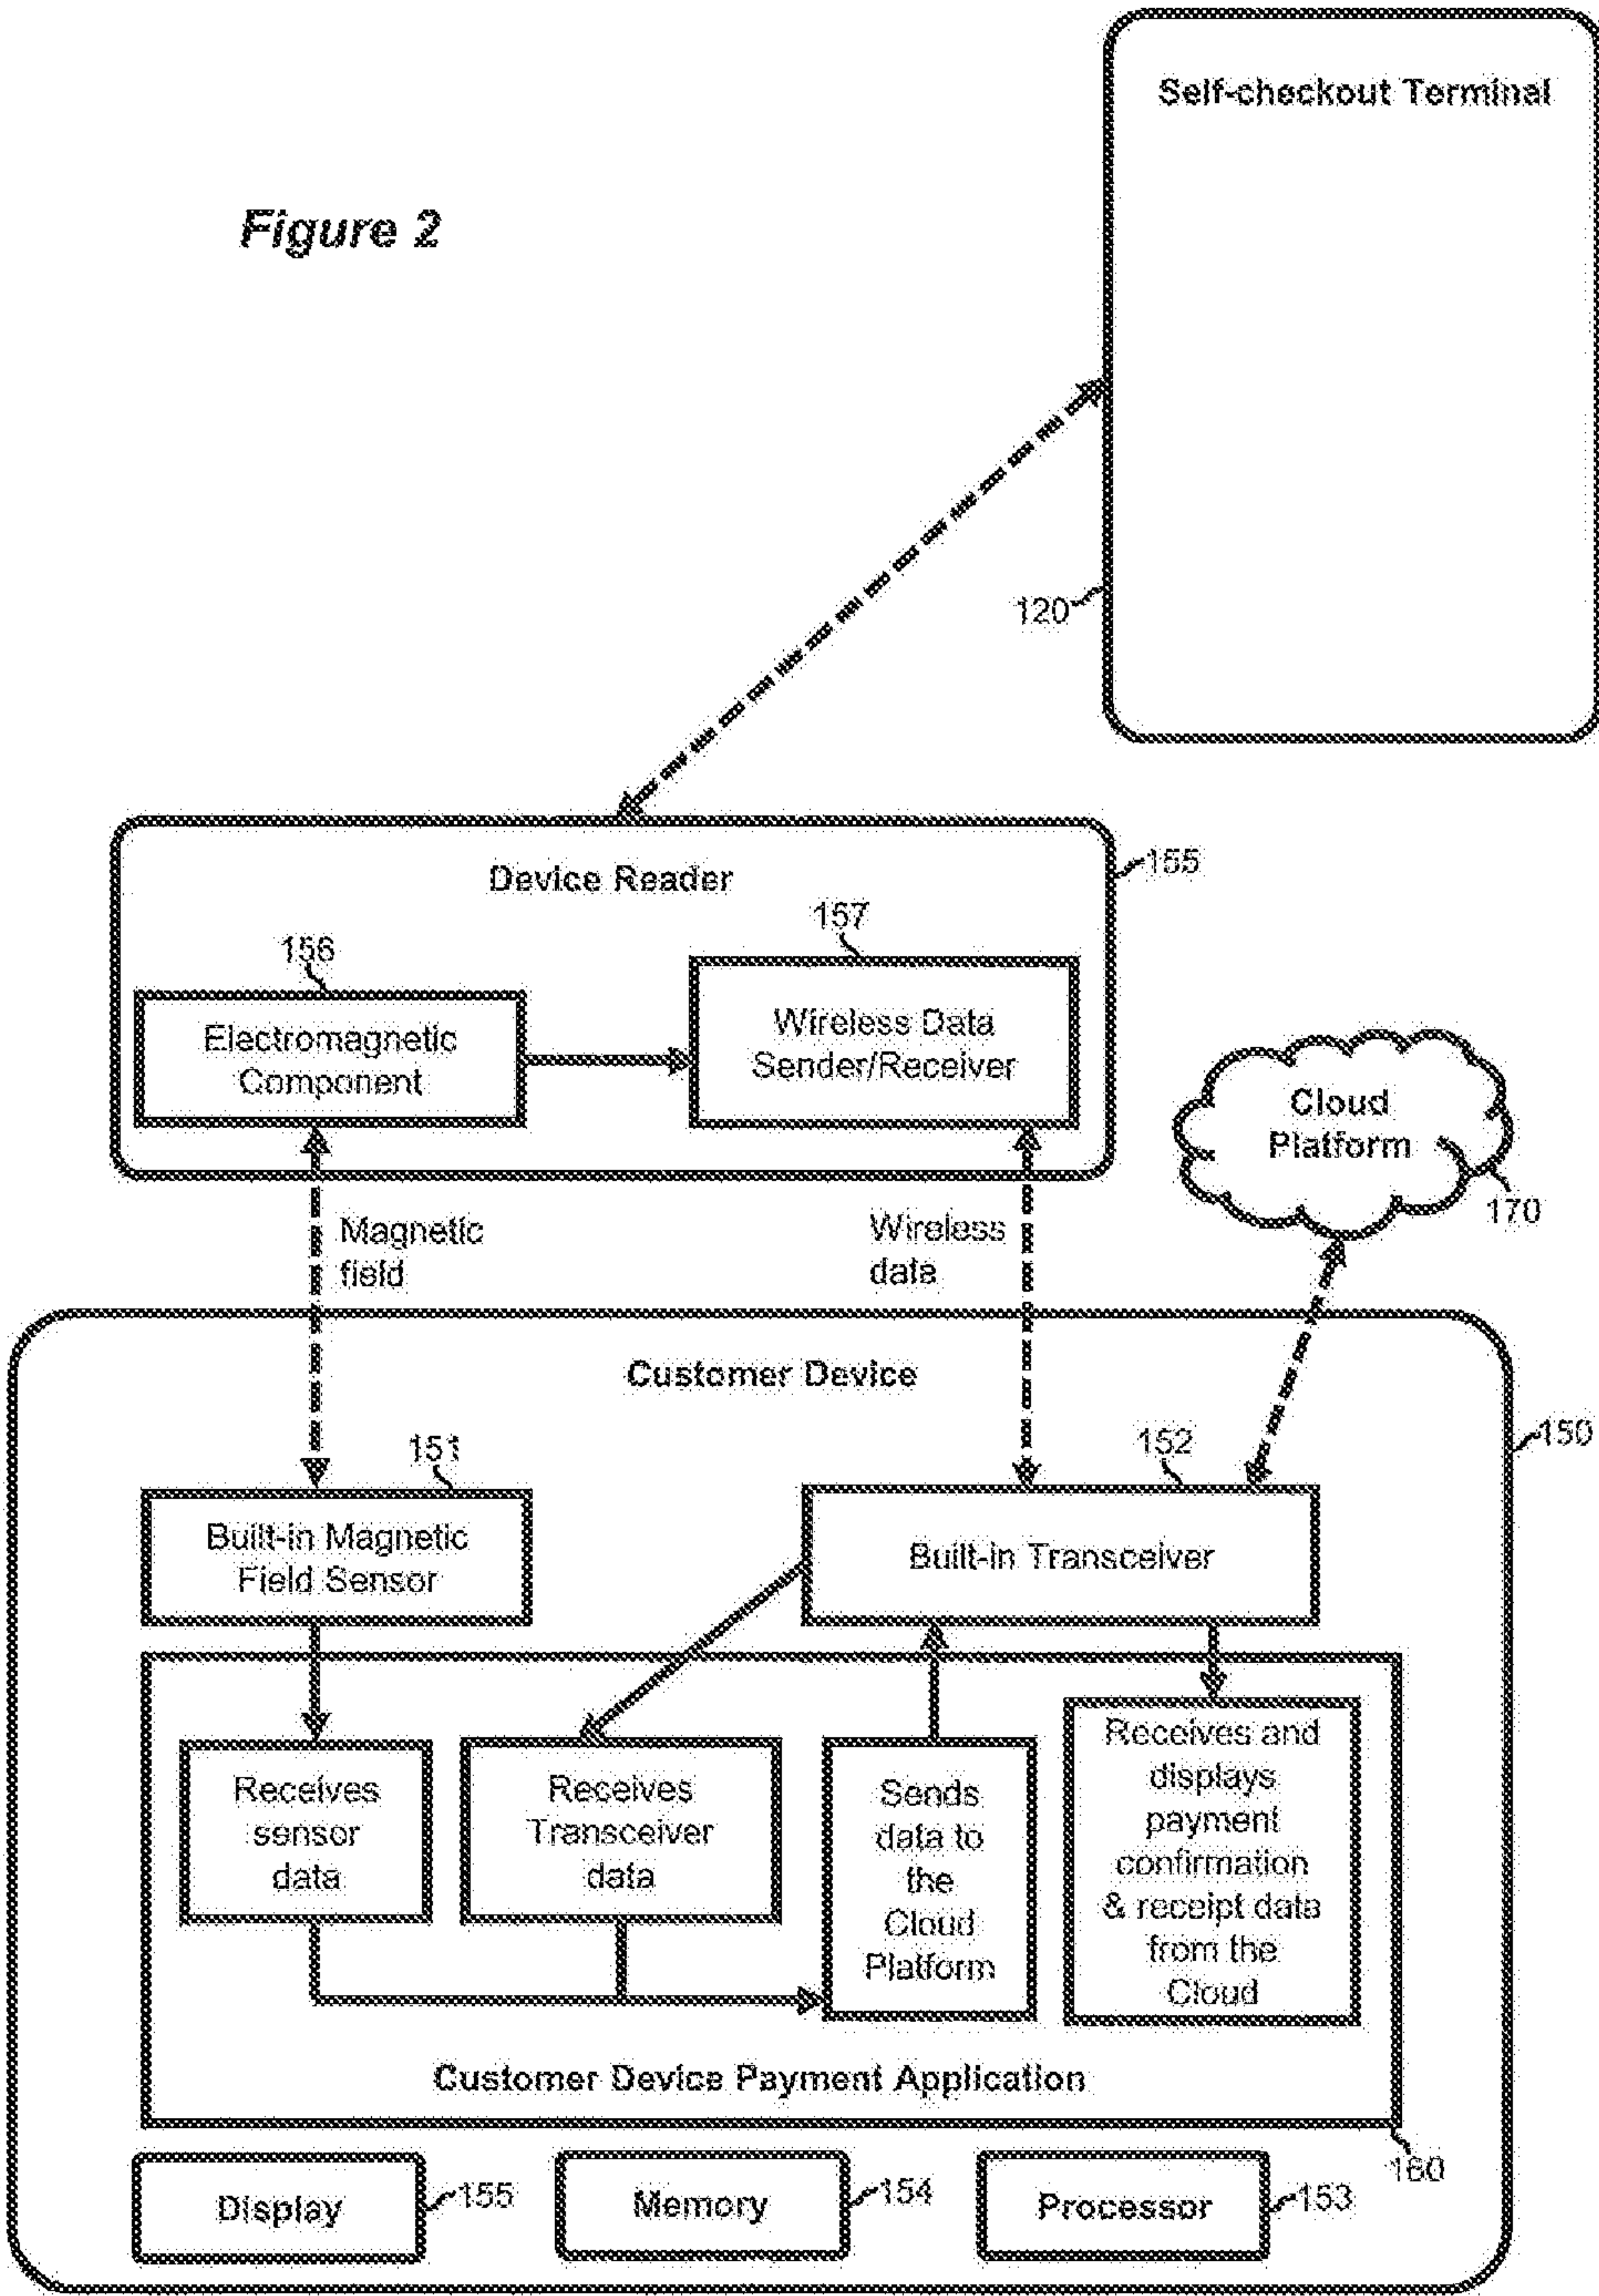 Self-checkout Terminal
Figure 2
120
Device Reader
155
156
157
Electromagnetic
Component
Wireless Data
Sender/Receiver
Cloud
Platform
170
Magnetic
field
Wireless
data
Customer Device
150
151
152
Built-in Magnetic
Field Sensor
Built-in Transceiver
Receives
sensor
data
Receives
Transceiver
data
Sends
data to
the
Cloud
Platform
Receives and
displays
payment
confirmation
& receipt data
from the
Cloud
Customer Device Payment Application
160
Display
155
Memory
154
Processor
153